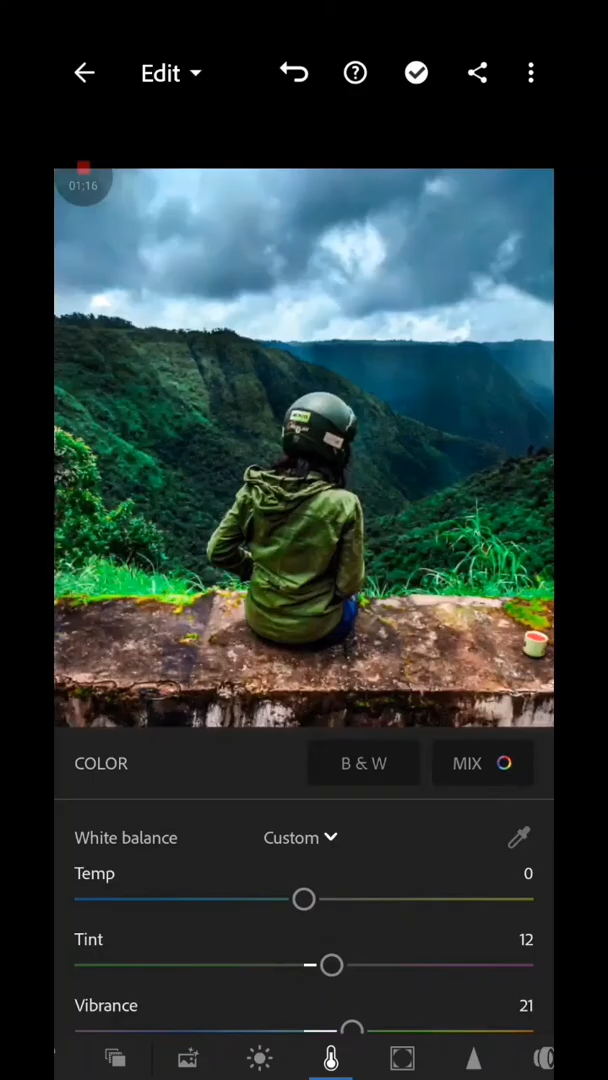 Edit
01:16
COLOR
B & W
MIX
White balance
Custom
Temp
0
Tint
12
Vibrance
21